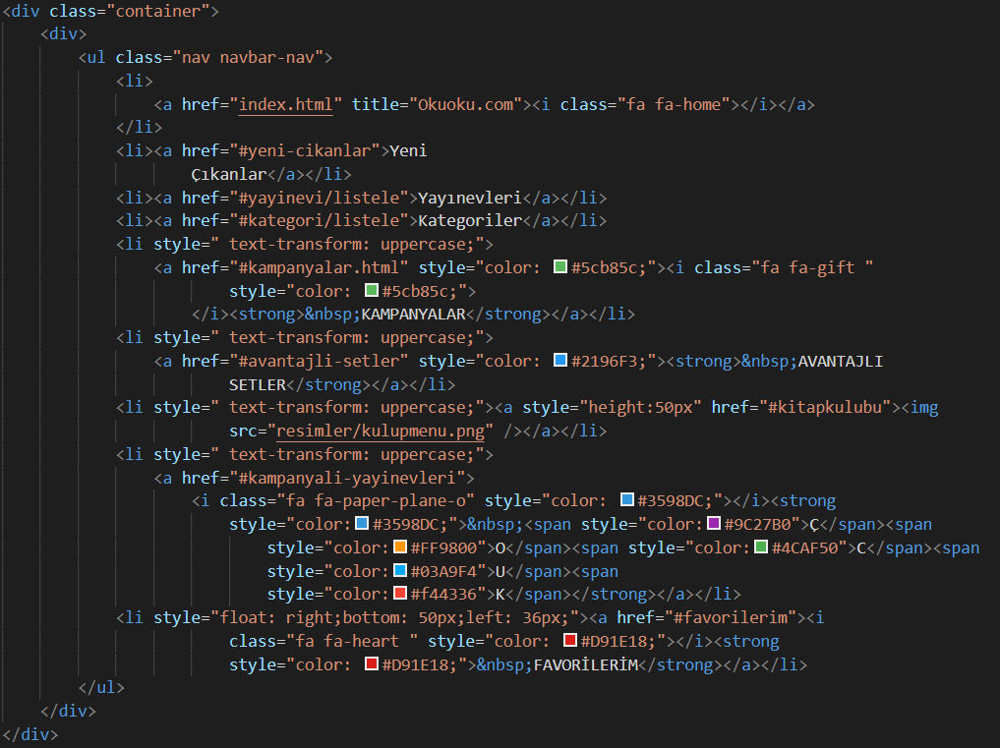 <div class="container">
    <div>
        <ul class="nav navbar-nav">
            <li>
                <a href="index.html" title="Okuoku.com"><i class="fa fa-home"></i></a>
            </li>
            <li><a href="#yeni-cikanlar">Yeni
                    Çıkanlar</a></li>
            <li><a href="#yayinevi/listele">Yayınevleri</a></li>
            <li><a href="#kategori/listele">Kategoriler</a></li>
            <li style=" text-transform: uppercase;">
                <a href="#kampanyalar.html" style="color: #5cb85c;"><i class="fa fa-gift "
                        style="color: #5cb85c;">
                    </i><strong>&nbsp;KAMPANYALAR</strong></a></li>
            <li style=" text-transform: uppercase;">
                <a href="#avantajli-setler" style="color: #2196F3;"><strong>&nbsp;AVANTAJLI
                        SETLER</strong></a></li>
            <li style=" text-transform: uppercase;"><a style="height:50px" href="#kitapkulubu"><img
                        src="resimler/kulupmenu.png" /></a></li>
            <li style=" text-transform: uppercase;">
                <a href="#kampanyali-yayinevleri">
                    <i class="fa fa-paper-plane-o" style="color: #3598DC;"></i><strong
                        style="color:#3598DC;">&nbsp;<span style="color:#9C27B0">Ç</span><span
                            style="color:#FF9800">O</span><span style="color:#4CAF50">C</span><span
                            style="color:#03A9F4">U</span><span
                            style="color:#f44336">K</span></strong></a></li>
            <li style="float: right;bottom: 50px;left: 36px;"><a href="#favorilerim"><i
                        class="fa fa-heart " style="color: #D91E18;"></i><strong
                        style="color: #D91E18;">&nbsp;FAVORİLERİM</strong></a></li>
        </ul>
    </div>
</div>